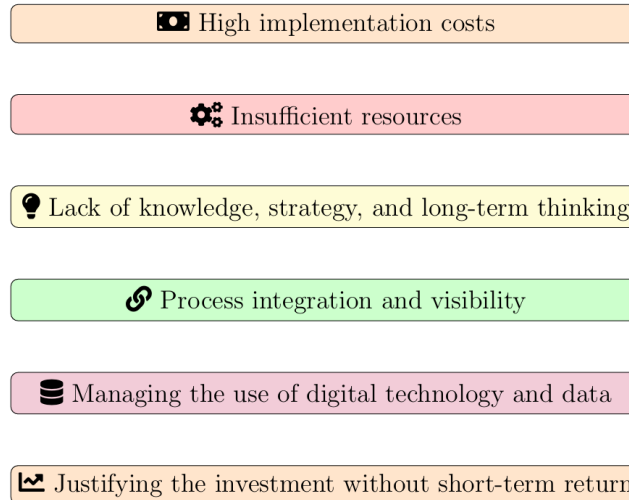 High implementation costs
Insufficient resources
Lack of knowledge, strategy, and long-term thinking
Process integration and visibility
Managing the use of digital technology and data
Justifying the investment without short-term return